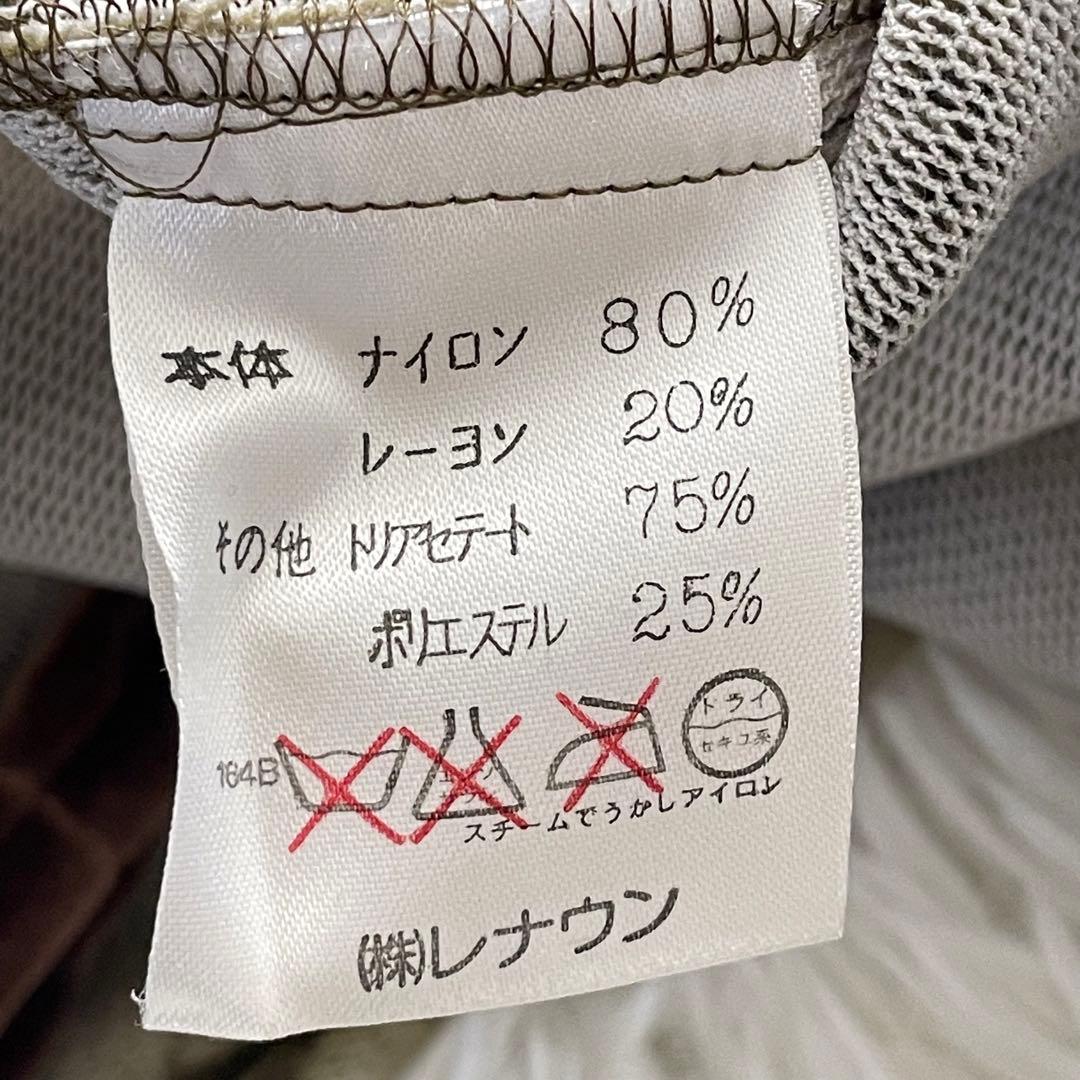 本体 ナイロン 80%
レーヨン 20%
その他 トリアセテート 75%
ポリエステル 25%
184B
ドライ
セキユ系
スチームでうかしアイロン
(株)レナウン